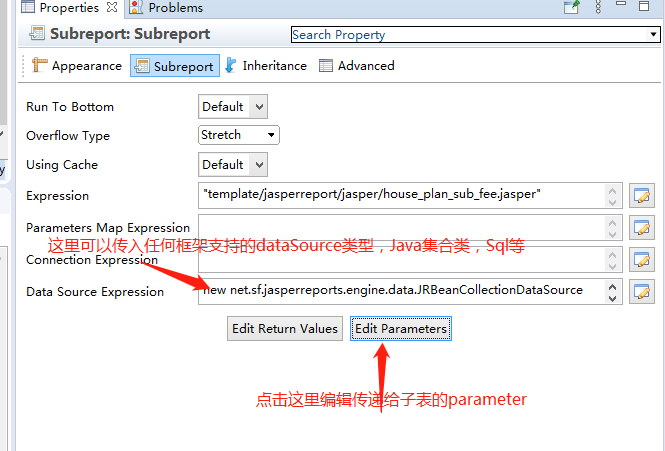 Properties
Problems
Subreport: Subreport
Search Property
Appearance
Subreport
Inheritance
Advanced
Run To Bottom
Default
Overflow Type
Stretch
Using Cache
Default
Expression
"template/jasperreport/jasper/house_plan_sub_fee.jasper"
Parameters Map Expression
这里可以传入任何框架支持的dataSource类型，Java集合类，Sql等
Connection Expression
Data Source Expression
new net.sf.jasperreports.engine.data.JRBeanCollectionDataSource
Edit Return Values
Edit Parameters
点击这里编辑传递给子表的parameter